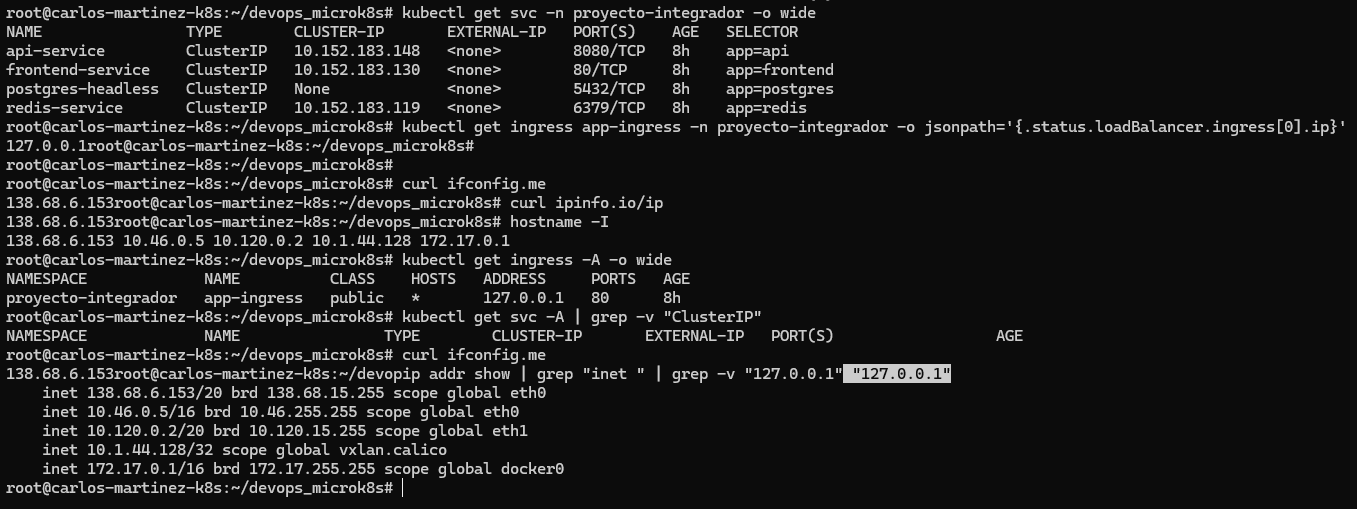 root@carlos-martinez-k8s:~/devops_microk8s# kubectl get svc -n proyecto-integrador -o wide
NAME                TYPE        CLUSTER-IP       EXTERNAL-IP   PORT(S)    AGE   SELECTOR
api-service         ClusterIP   10.152.183.148   <none>        8080/TCP   8h    app=api
frontend-service    ClusterIP   10.152.183.130   <none>        80/TCP     8h    app=frontend
postgres-headless   ClusterIP   None             <none>        5432/TCP   8h    app=postgres
redis-service       ClusterIP   10.152.183.119   <none>        6379/TCP   8h    app=redis
root@carlos-martinez-k8s:~/devops_microk8s# kubectl get ingress app-ingress -n proyecto-integrador -o jsonpath='{.status.loadBalancer.ingress[0].ip}'
127.0.0.1root@carlos-martinez-k8s:~/devops_microk8s#
root@carlos-martinez-k8s:~/devops_microk8s#
root@carlos-martinez-k8s:~/devops_microk8s# curl ifconfig.me
138.68.6.153root@carlos-martinez-k8s:~/devops_microk8s# curl ipinfo.io/ip
138.68.6.153root@carlos-martinez-k8s:~/devops_microk8s# hostname -I
138.68.6.153 10.46.0.5 10.120.0.2 10.1.44.128 172.17.0.1
root@carlos-martinez-k8s:~/devops_microk8s# kubectl get ingress -A -o wide
NAMESPACE             NAME          CLASS    HOSTS   ADDRESS     PORTS   AGE
proyecto-integrador   app-ingress   public   *       127.0.0.1   80      8h
root@carlos-martinez-k8s:~/devops_microk8s# kubectl get svc -A | grep -v "ClusterIP"
NAMESPACE             NAME                TYPE        CLUSTER-IP       EXTERNAL-IP   PORT(S)                  AGE
root@carlos-martinez-k8s:~/devops_microk8s# curl ifconfig.me
138.68.6.153root@carlos-martinez-k8s:~/devopip addr show | grep "inet " | grep -v "127.0.0.1" "127.0.0.1"
    inet 138.68.6.153/20 brd 138.68.15.255 scope global eth0
    inet 10.46.0.5/16 brd 10.46.255.255 scope global eth0
    inet 10.120.0.2/20 brd 10.120.15.255 scope global eth1
    inet 10.1.44.128/32 scope global vxlan.calico
    inet 172.17.0.1/16 brd 172.17.255.255 scope global docker0
root@carlos-martinez-k8s:~/devops_microk8s#